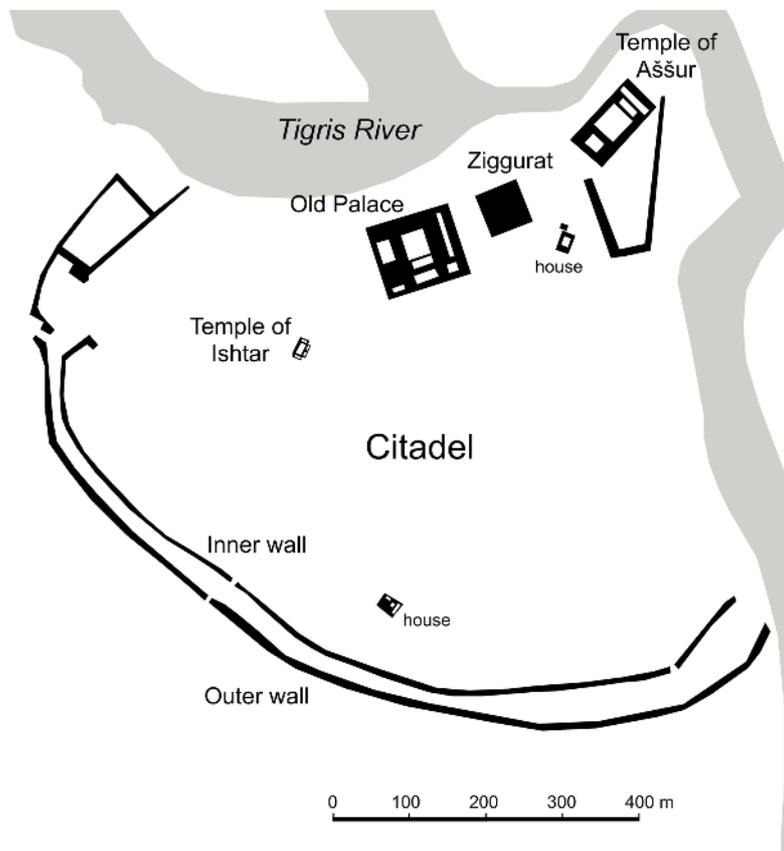 Temple of
Aššur
Tigris River
Ziggurat
Old Palace
house
Temple of
Ishtar
Citadel
Inner wall
house
Outer wall
0 100 200 300 400 m